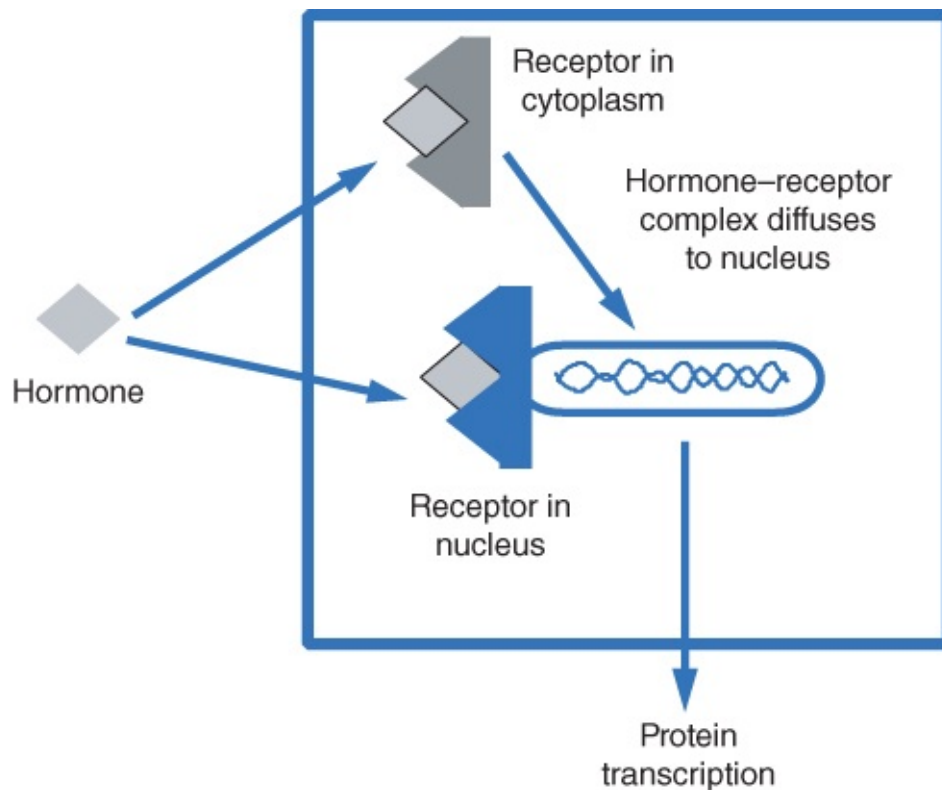 Receptor in
cytoplasm
Hormone–receptor
complex diffuses
to nucleus
Hormone
Receptor in
nucleus
Protein
transcription